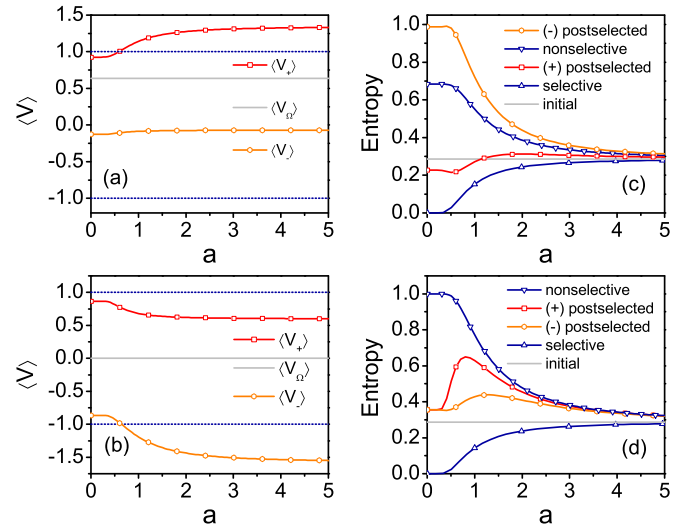 1.5
1.0
0.5
0.0
-0.5
-1.0
⟨V⟩
⟨V₊⟩
⟨V_Ω⟩
⟨V₋⟩
(a)
0 1 2 3 4 5
a
1.0
0.8
0.6
0.4
0.2
0.0
Entropy
(-) postselected
nonselective
(+) postselected
selective
initial
(c)
0 1 2 3 4 5
a
1.0
0.5
0.0
-0.5
-1.0
-1.5
⟨V⟩
⟨V₊⟩
⟨V_Ω⟩
⟨V₋⟩
(b)
0 1 2 3 4 5
a
1.0
0.8
0.6
0.4
0.2
0.0
Entropy
nonselective
(+) postselected
(-) postselected
selective
initial
(d)
0 1 2 3 4 5
a